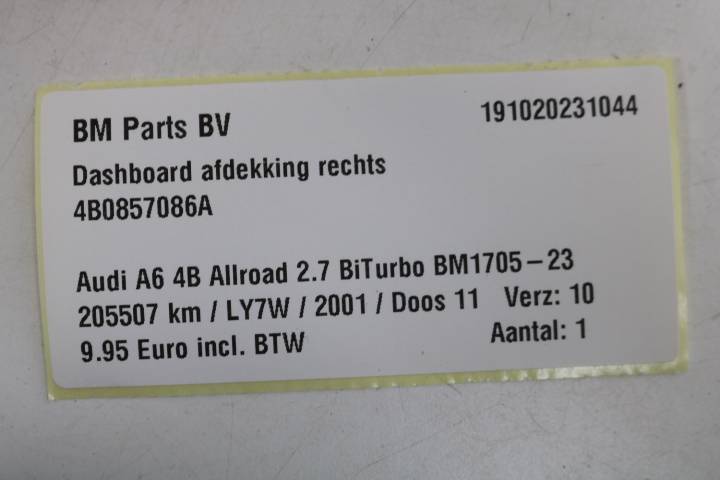 BM Parts BV 191020231044
Dashboard afdekking rechts
4B0857086A
Audi A6 4B Allroad 2.7 BiTurbo BM1705-23
205507 km / LY7W / 2001 / Doos 11 Verz: 10
9.95 Euro incl. BTW Aantal: 1